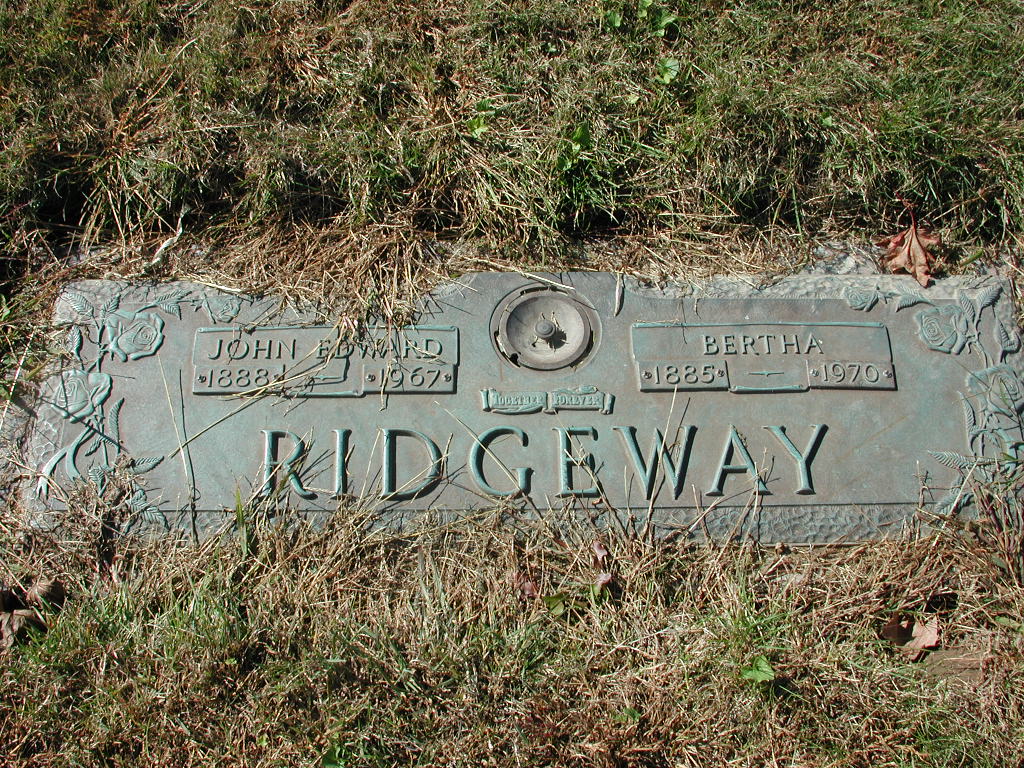 JOHN EDWARD
1888 1967
BERTHA
1885 1970
TOGETHER FOREVER
RIDGEWAY